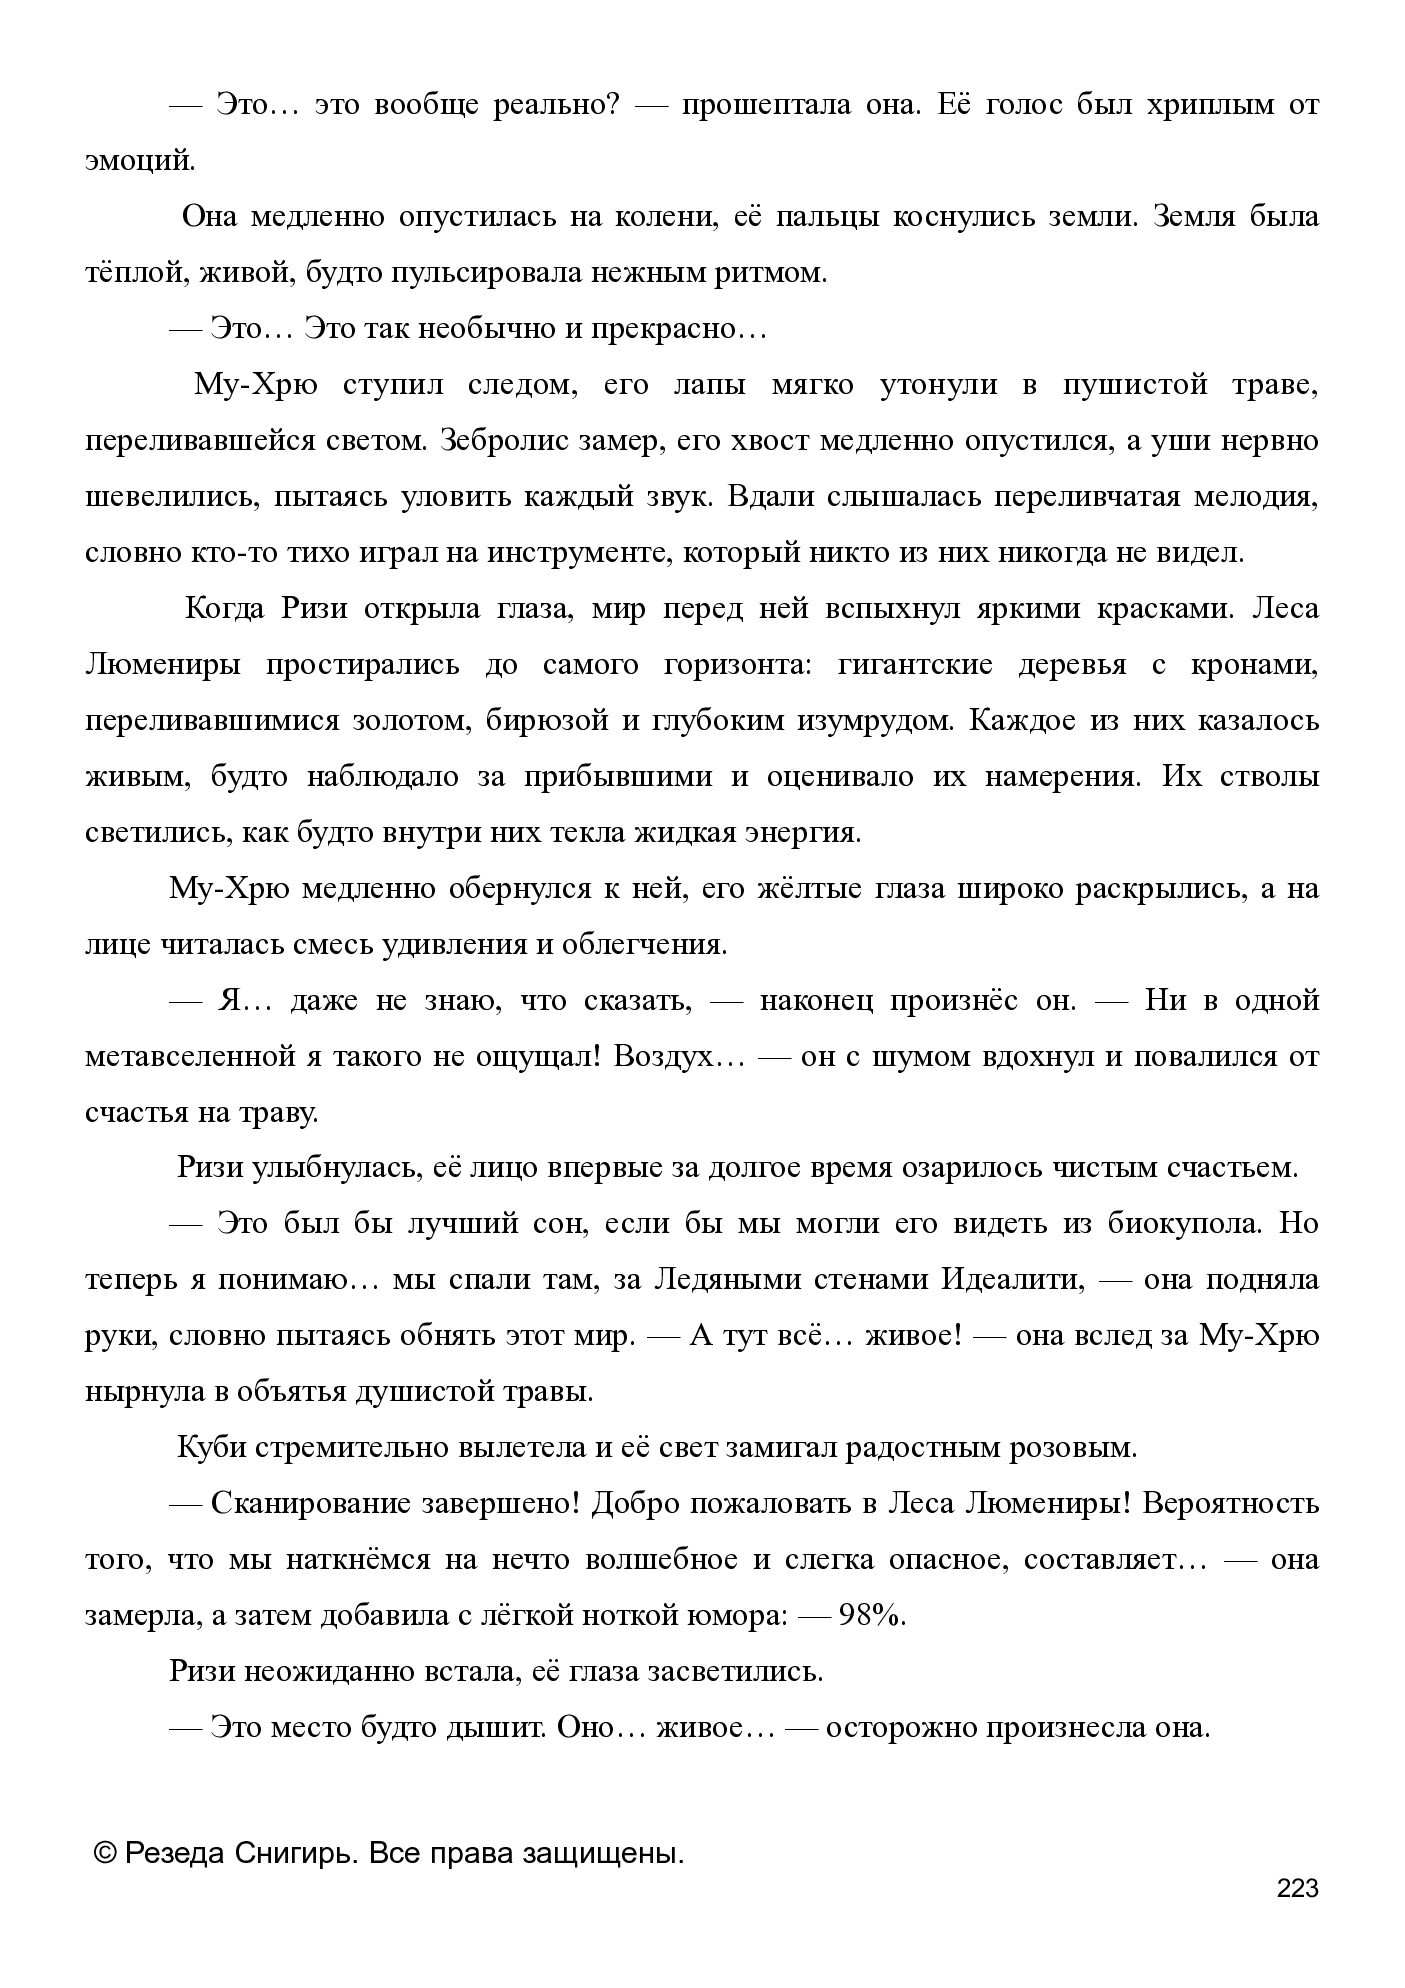 — Это… это вообще реально? — прошептала она. Её голос был хриплым от
эмоций.
Она медленно опустилась на колени, её пальцы коснулись земли. Земля была
тёплой, живой, будто пульсировала нежным ритмом.
— Это… Это так необычно и прекрасно…
Му-Хрю ступил следом, его лапы мягко утонули в пушистой траве,
переливавшейся светом. Зебролис замер, его хвост медленно опустился, а уши нервно
шевелились, пытаясь уловить каждый звук. Вдали слышалась переливчатая мелодия,
словно кто-то тихо играл на инструменте, который никто из них никогда не видел.
Когда Ризи открыла глаза, мир перед ней вспыхнул яркими красками. Леса
Люмениры простирались до самого горизонта: гигантские деревья с кронами,
переливавшимися золотом, бирюзой и глубоким изумрудом. Каждое из них казалось
живым, будто наблюдало за прибывшими и оценивало их намерения. Их стволы
светились, как будто внутри них текла жидкая энергия.
Му-Хрю медленно обернулся к ней, его жёлтые глаза широко раскрылись, а на
лице читалась смесь удивления и облегчения.
— Я… даже не знаю, что сказать, — наконец произнёс он. — Ни в одной
метавселенной я такого не ощущал! Воздух… — он с шумом вдохнул и повалился от
счастья на траву.
Ризи улыбнулась, её лицо впервые за долгое время озарилось чистым счастьем.
— Это был бы лучший сон, если бы мы могли его видеть из биокупола. Но
теперь я понимаю… мы спали там, за Ледяными стенами Идеалити, — она подняла
руки, словно пытаясь обнять этот мир. — А тут всё… живое! — она вслед за Му-Хрю
нырнула в объятья душистой травы.
Куби стремительно вылетела и её свет замигал радостным розовым.
— Сканирование завершено! Добро пожаловать в Леса Люмениры! Вероятность
того, что мы наткнёмся на нечто волшебное и слегка опасное, составляет… — она
замерла, а затем добавила с лёгкой ноткой юмора: — 98%.
Ризи неожиданно встала, её глаза засветились.
— Это место будто дышит. Оно… живое… — осторожно произнесла она.
© Резеда Снигирь. Все права защищены.
223